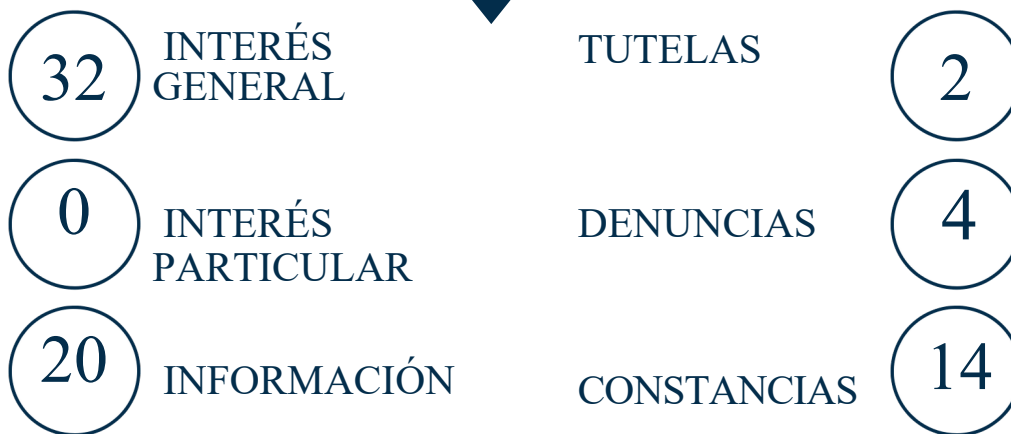 32
INTERÉS
GENERAL
TUTELAS
2
0
INTERÉS
PARTICULAR
DENUNCIAS
4
20
INFORMACIÓN
CONSTANCIAS
14